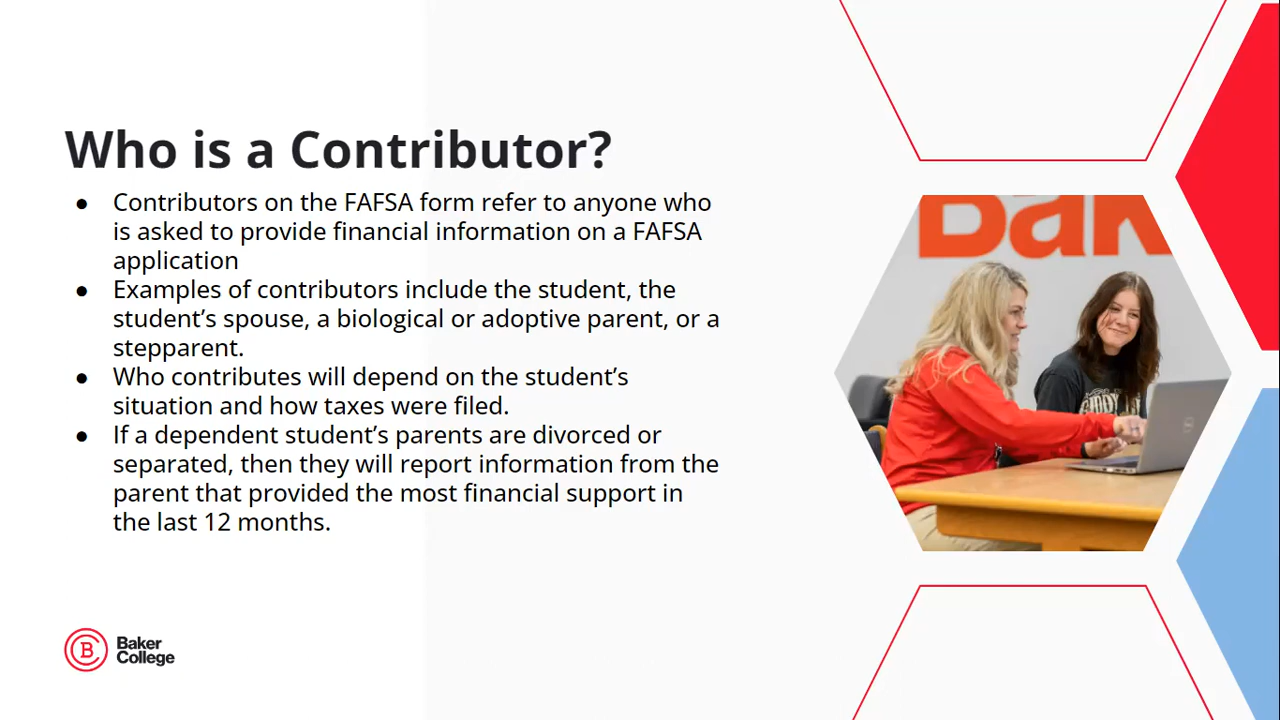 Who is a Contributor?
● Contributors on the FAFSA form refer to anyone who
is asked to provide financial information on a FAFSA
application
● Examples of contributors include the student, the
student’s spouse, a biological or adoptive parent, or a
stepparent.
● Who contributes will depend on the student’s
situation and how taxes were filed.
● If a dependent student’s parents are divorced or
separated, then they will report information from the
parent that provided the most financial support in
the last 12 months.
Bak
B
Baker
College